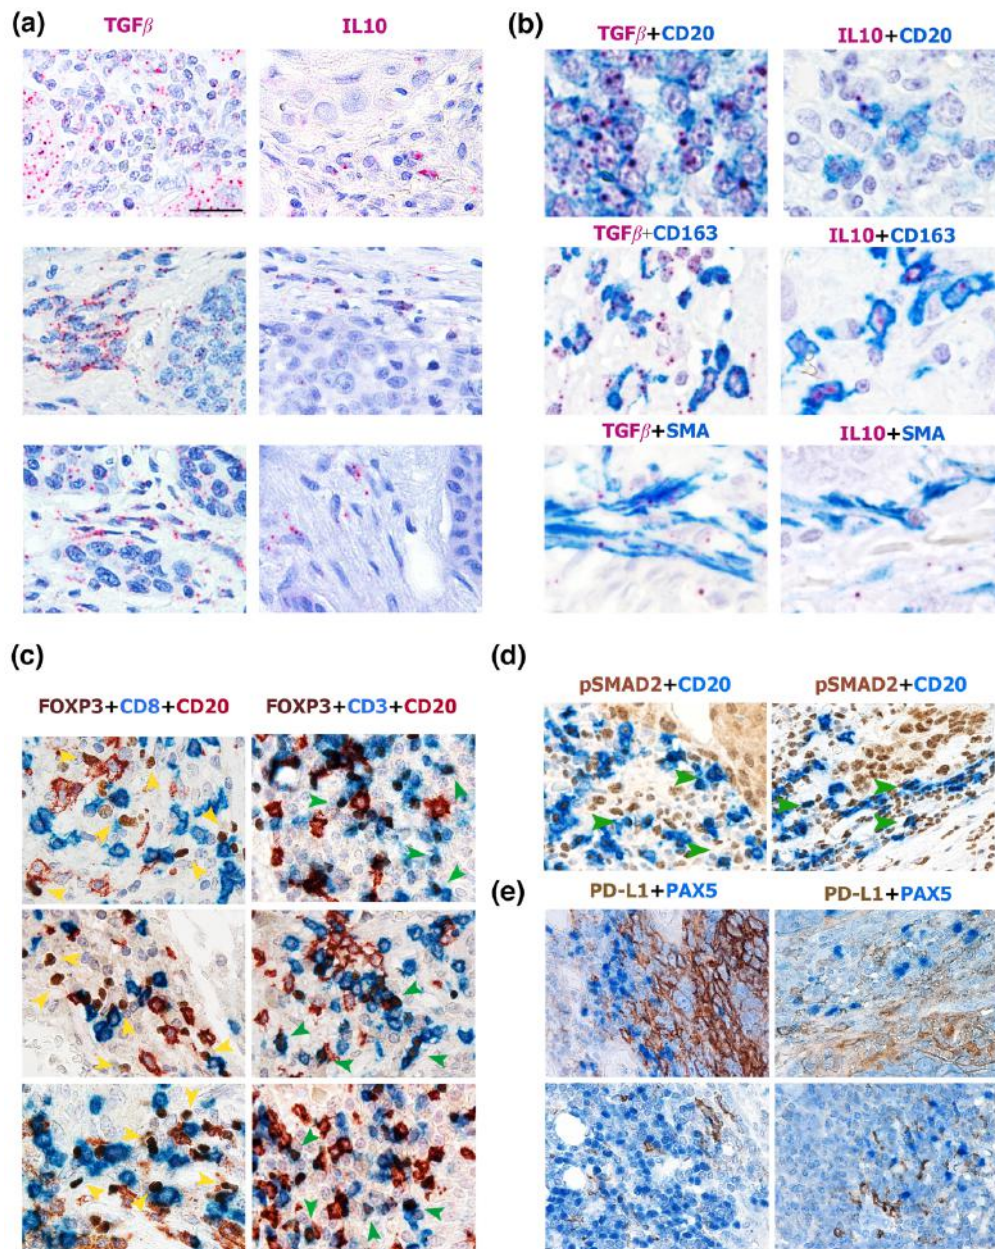 (a)
TGFβ IL10
(b)
TGFβ+CD20 IL10+CD20
TGFβ+CD163 IL10+CD163
TGFβ+SMA IL10+SMA
(c)
FOXP3+CD8+CD20 FOXP3+CD3+CD20
(d)
pSMAD2+CD20 pSMAD2+CD20
(e)
PD-L1+PAX5 PD-L1+PAX5